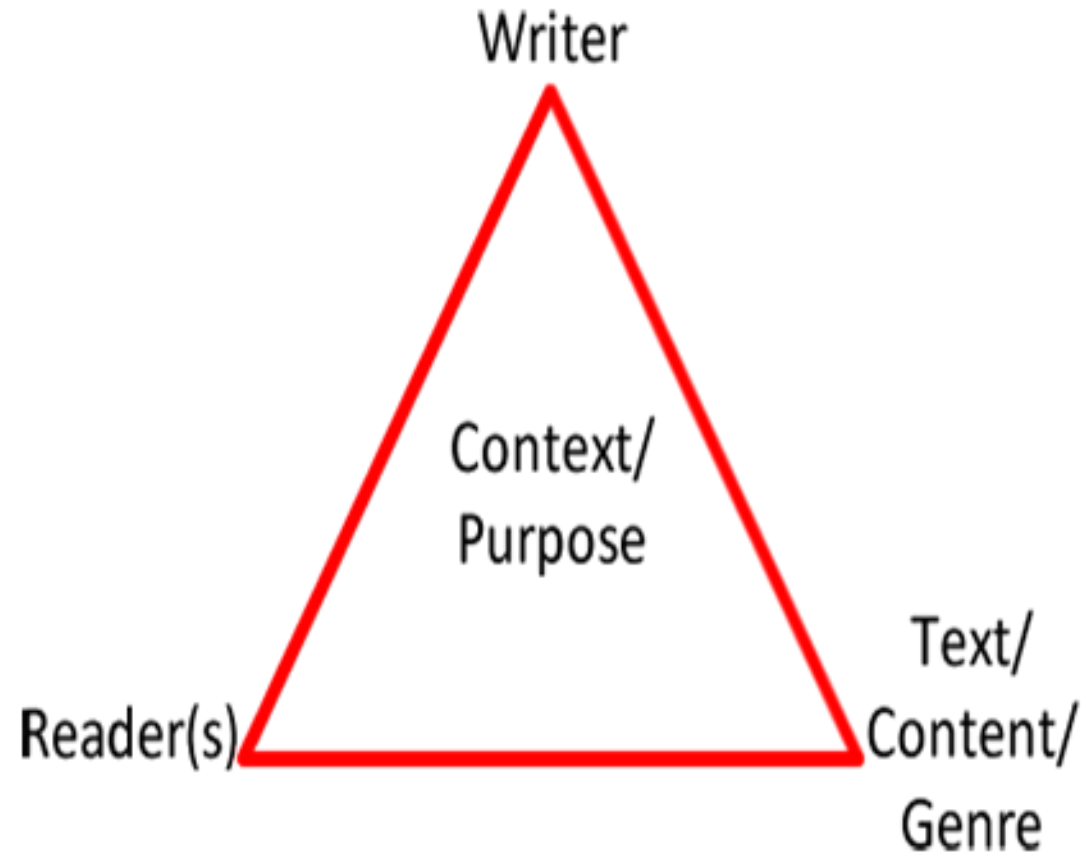 Writer
Context/
Purpose
Text/
Reader(s)
Content/
Genre